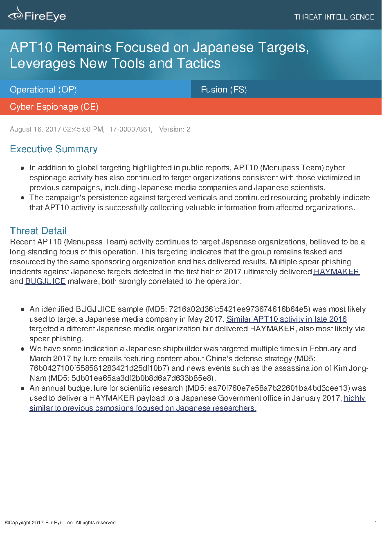 FireEye
THREAT INTELLIGENCE
APT10 Remains Focused on Japanese Targets,
Leverages New Tools and Tactics
Operational (OP)
Fusion (FS)
Cyber Espionage (CE)
August 16, 2017 02:45:00 PM, 17-00007861, Version: 2
Executive Summary
In addition to global targeting highlighted in public reports, APT10 (Menupass Team) cyber
espionage activity has also continued to target organizations consistent with those victimized in
previous campaigns, including Japanese media companies and Japanese scientists.
The campaign's persistence against targeted verticals and continued resourcing probably indicate
that APT10 activity is successfully collecting valuable information from affected organizations.
Threat Detail
Recent APT10 (Menupass Team) activity continues to target Japanese organizations, believed to be a
long-standing focus of this operation. This targeting indicates that the group remains tasked and
resourced by the same sponsoring organization and has delivered results. Multiple spear phishing
incidents against Japanese targets detected in the first half of 2017 ultimately delivered HAYMAKER
and BUGJUICE malware, both strongly correlated to the operation.
An identified BUGJUICE sample (MD5: ) was most likely
used to target a Japanese media company in May 2017. Similar APT10 activity in late 2016
targeted a different Japanese media organization but delivered HAYMAKER, also most likely via
spear phishing.
We have some indication a Japanese shipbuilder was targeted multiple times in February and
March 2017 by lure emails featuring content about China's defense strategy (MD5:
) and news events such as the assassination of Kim Jong-
Nam (MD5: ).
An annual budget lure for scientific research (MD5: ) was
used to deliver a HAYMAKER payload to a Japanese Government office in January 2017, highly
similar to previous campaigns focused on Japanese researchers.
©Copyright 2017 FireEye, Inc. All rights reserved.
1